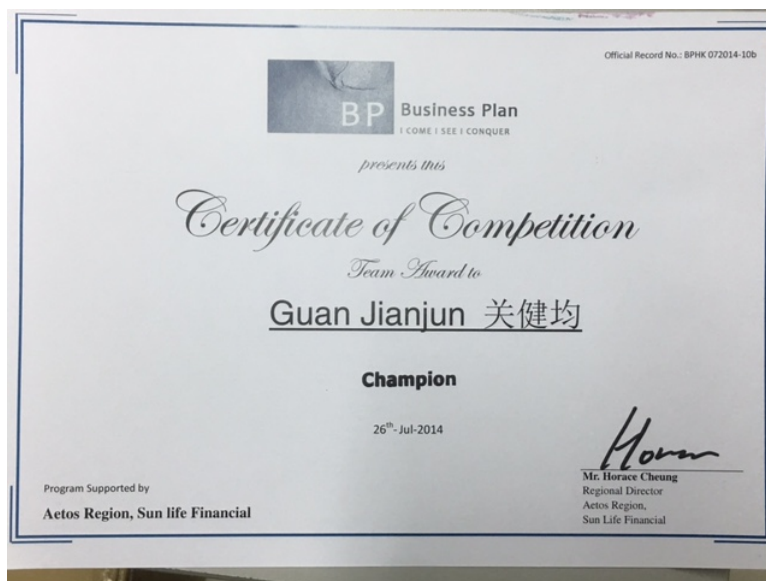 Official Record No.: BPHK 072014-10b
BP Business Plan
I COME I SEE I CONQUER
presents this
Certificate of Competition
Team Award to
Guan Jianjun 关健均
Champion
26th-Jul-2014
Horace
Mr. Horace Cheung
Regional Director
Aetos Region,
Sun Life Financial
Program Supported by
Aetos Region, Sun life Financial